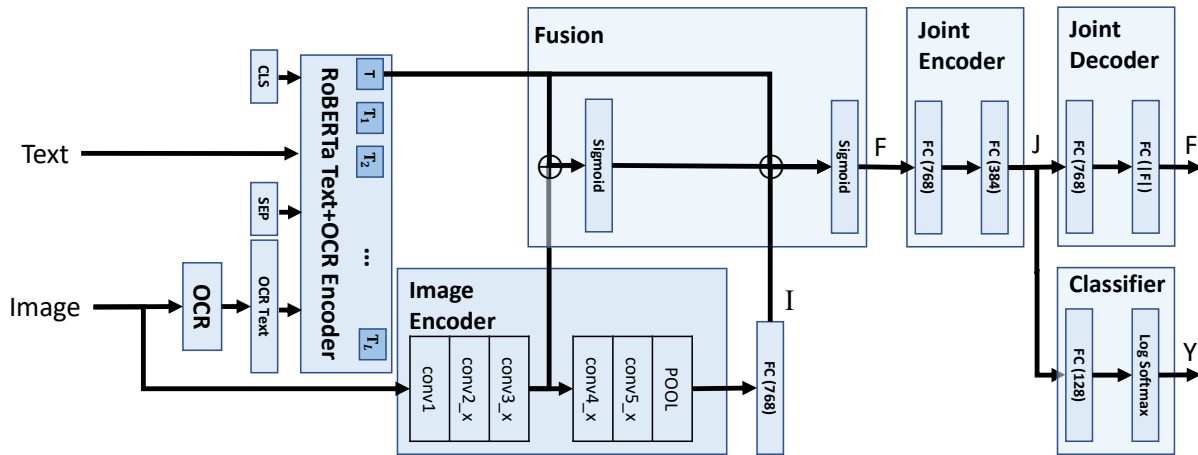 Text
Image
OCR
CLS
SEP
OCR Text
RoBERTa Text+OCR Encoder
T
T₁
T₂
...
T_L
Image
Encoder
conv1
conv2_x
conv3_x
conv4_x
conv5_x
POOL
FC (768)
I
Fusion
Sigmoid
Sigmoid
F
Joint
Encoder
FC (768)
FC (384)
J
Joint
Decoder
FC (768)
FC (|F|)
F
Classifier
FC (128)
Log Softmax
Y